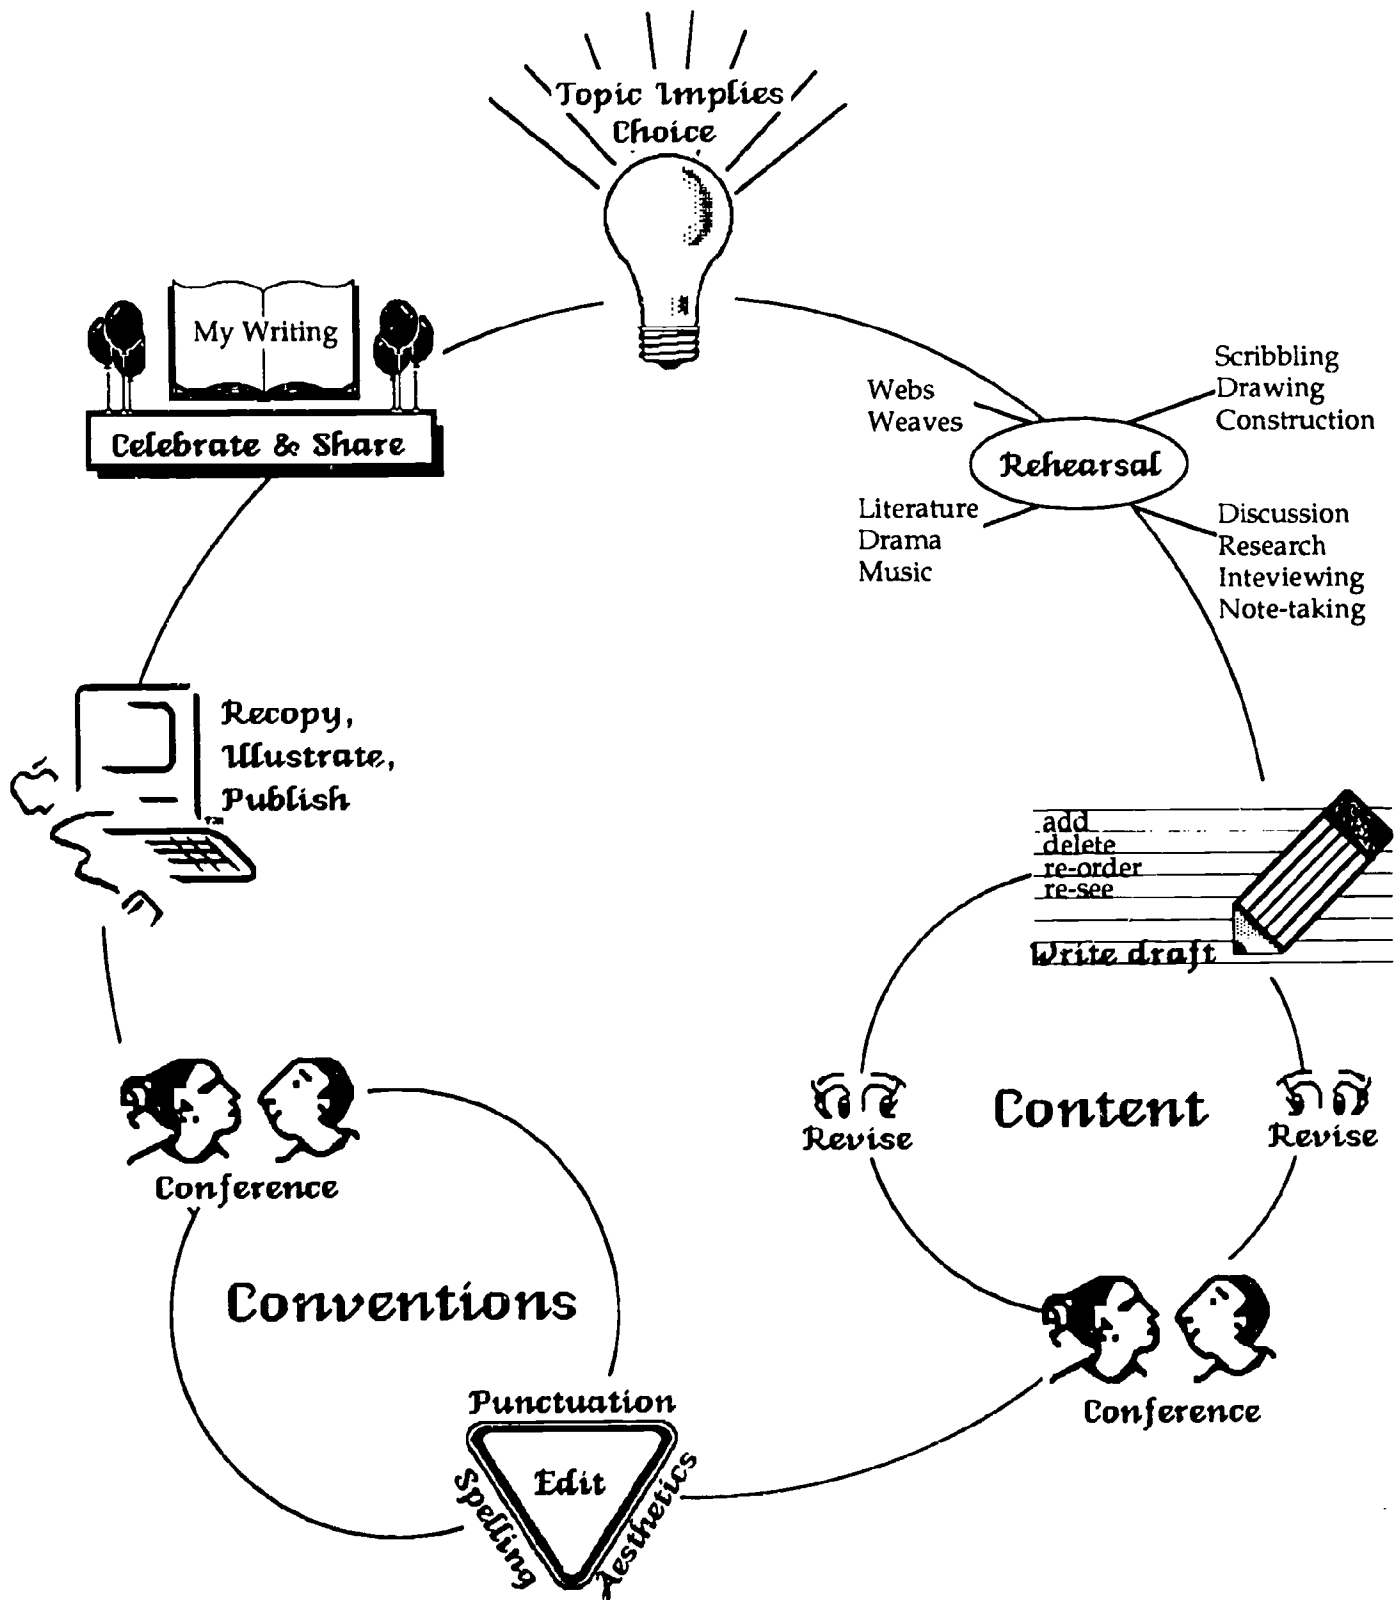 Topic Implies
Choice
My Writing
Celebrate & Share
Webs
Weaves
Scribbling
Drawing
Construction
Rehearsal
Literature
Drama
Music
Discussion
Research
Inteviewing
Note-taking
Recopy,
Illustrate,
Publish
TM
add
delete
re-order
re-see
Write draft
Content
Revise
Revise
Conference
Conventions
Conference
Punctuation
Edit
Spelling
Aesthetics